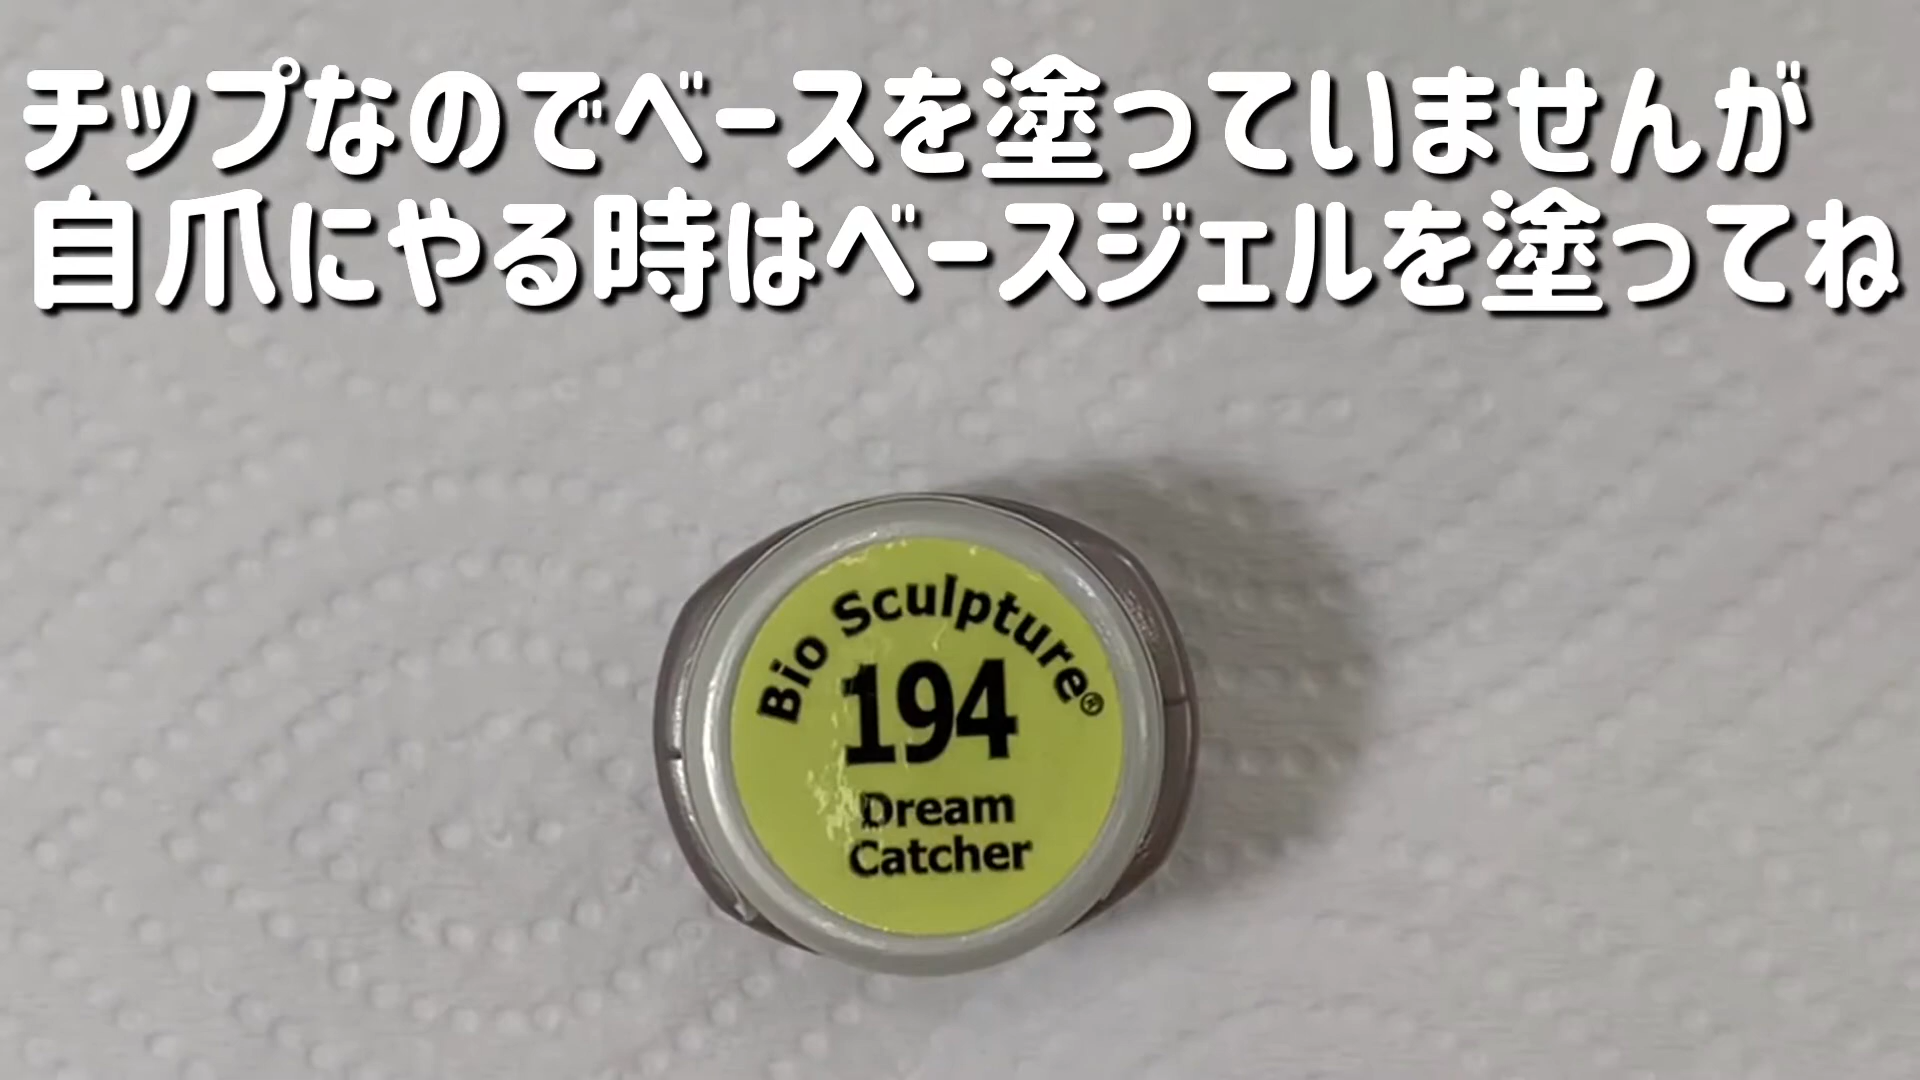 チップなのでベースを塗っていませんが
自爪にやる時はベースジェルを塗ってね
Bio Sculpture®
194
Dream
Catcher